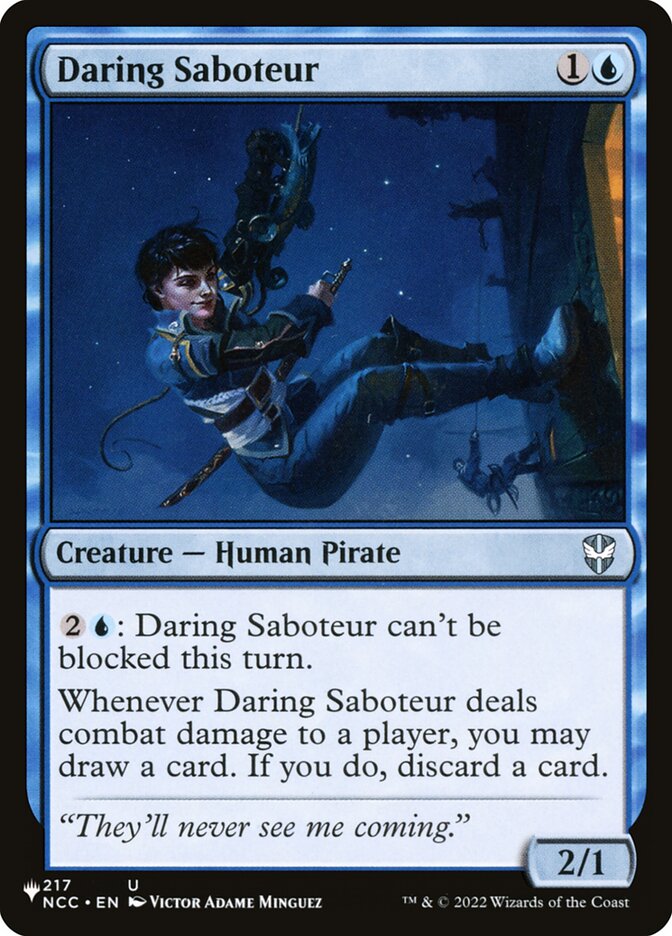 Daring Saboteur 1
Creature — Human Pirate
2: Daring Saboteur can't be
blocked this turn.
Whenever Daring Saboteur deals
combat damage to a player, you may
draw a card. If you do, discard a card.
“They'll never see me coming.”
2/1
217 U
NCC • EN Victor Adame Minguez ™ & © 2022 Wizards of the Coast